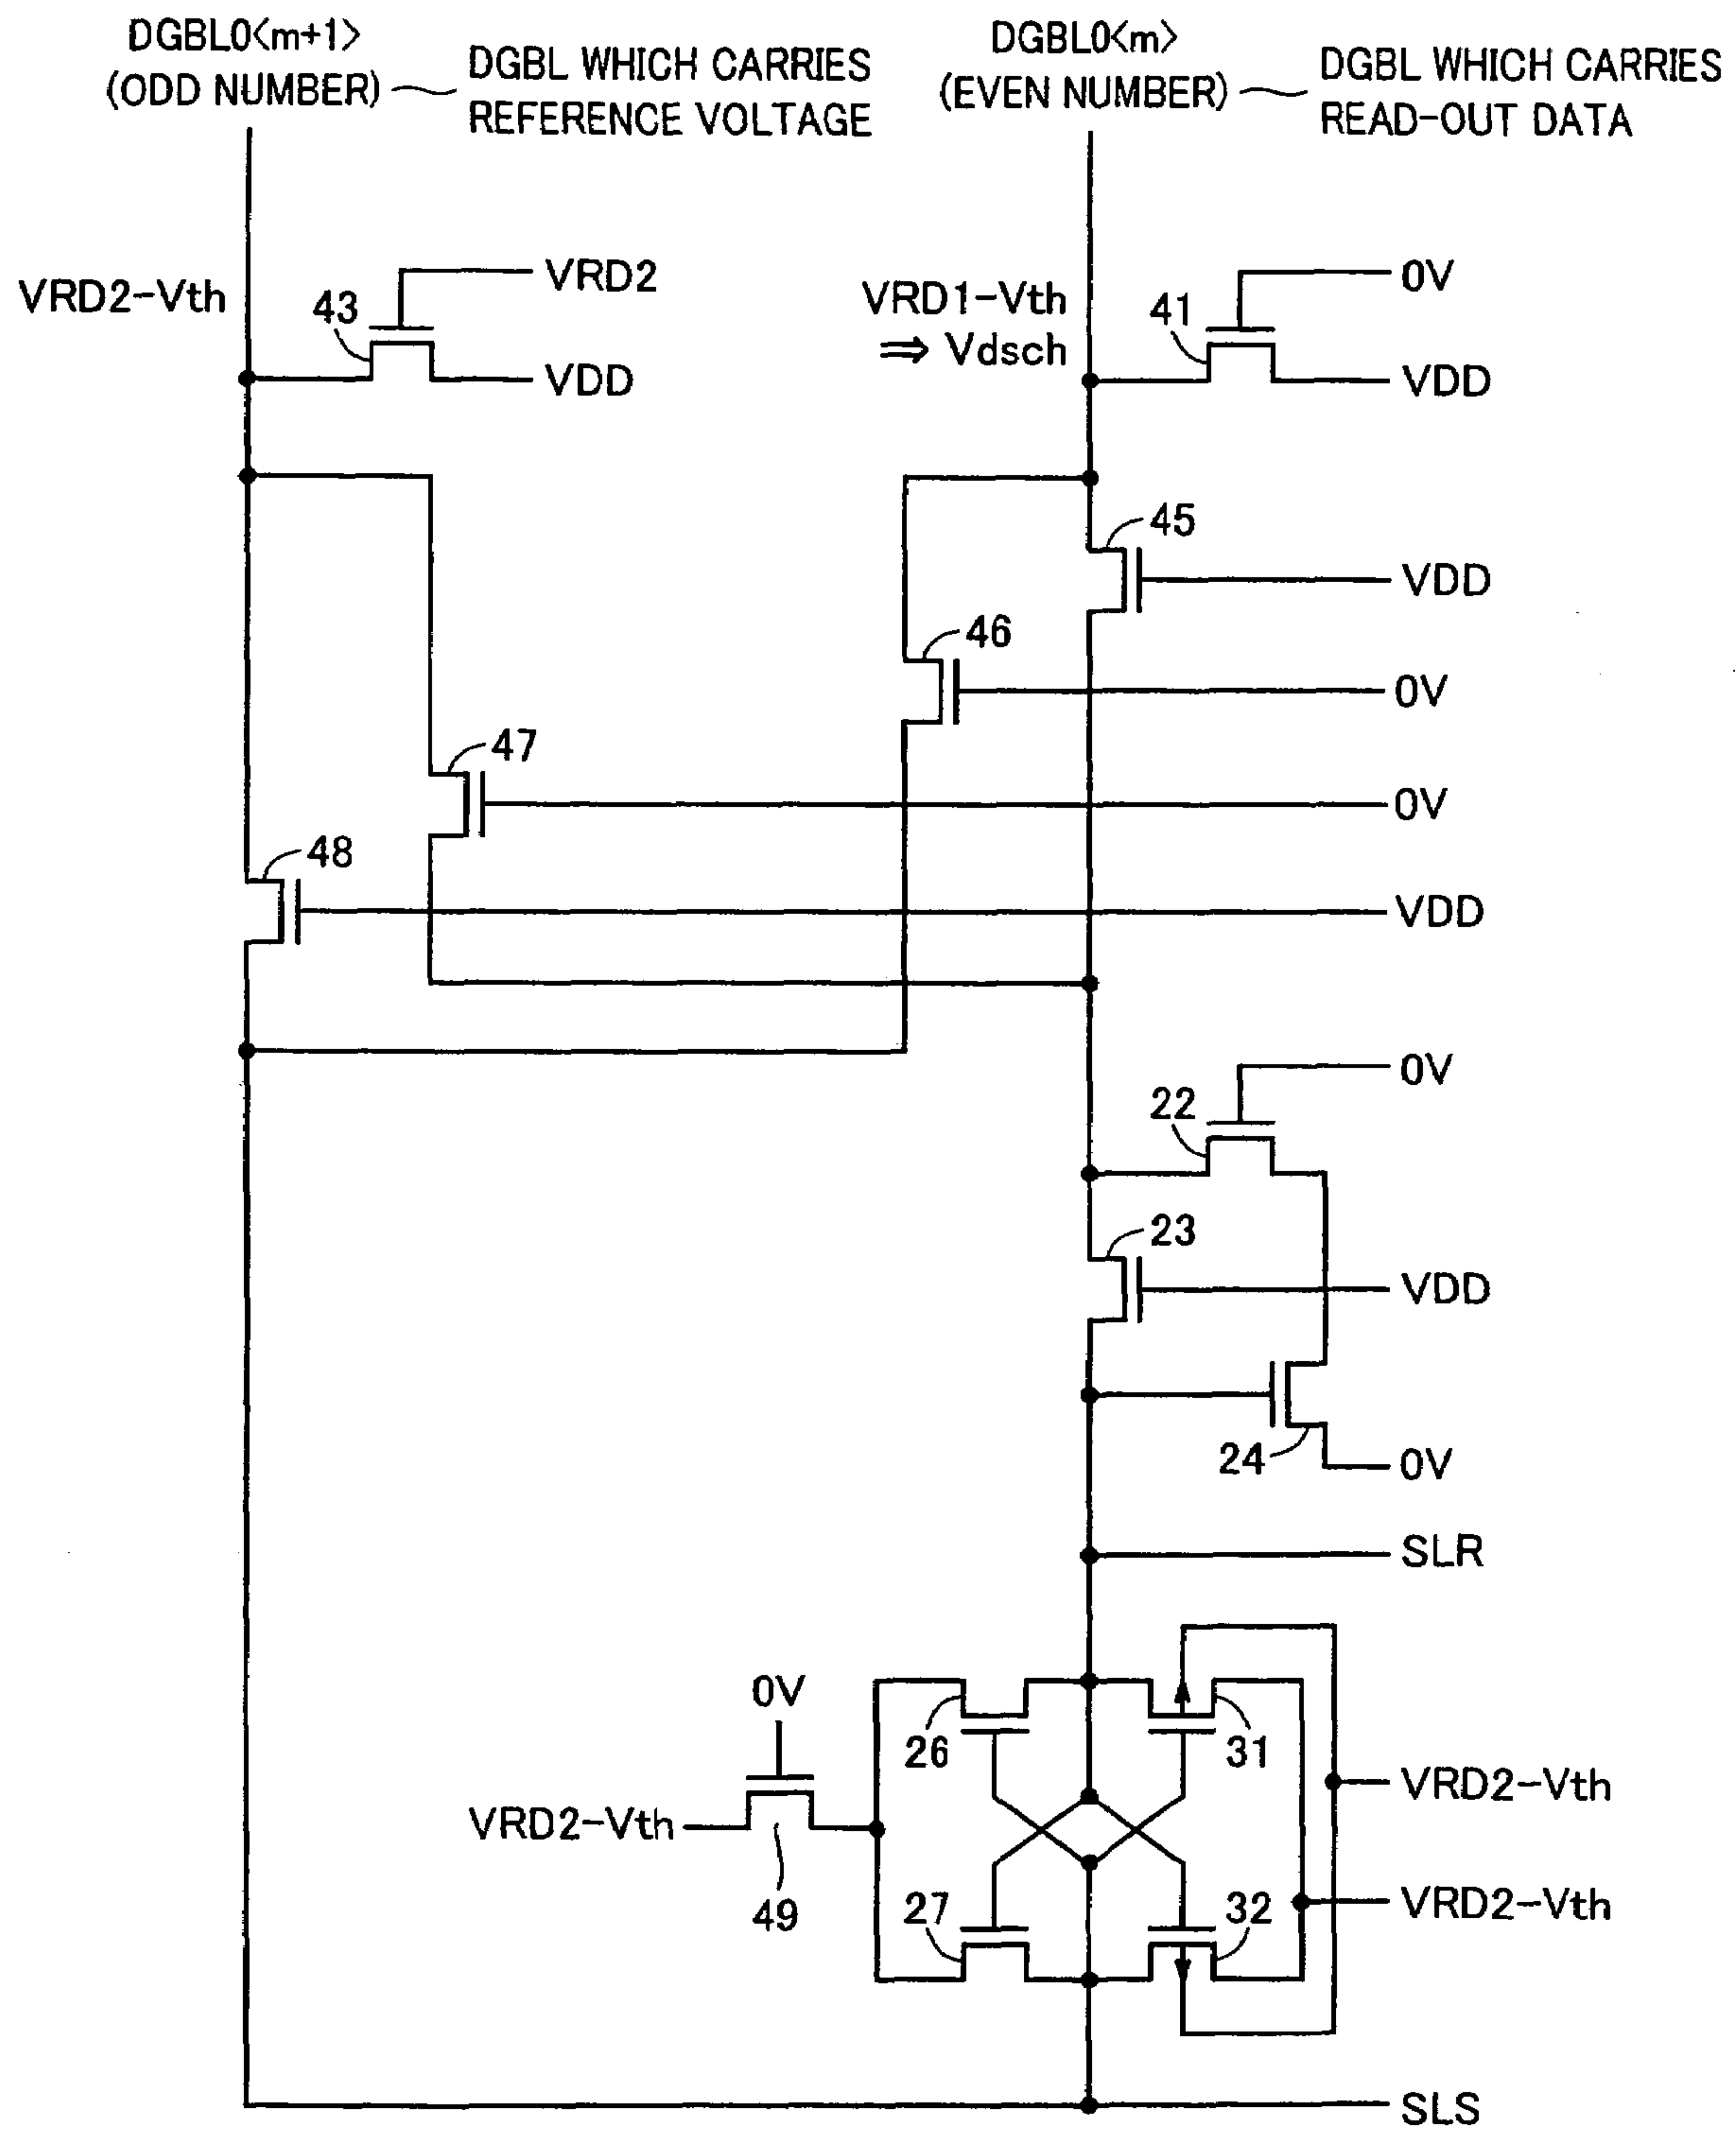 DGBL0<m+1>
(ODD NUMBER)
DGBL WHICH CARRIES
REFERENCE VOLTAGE
DGBL0<m>
(EVEN NUMBER)
DGBL WHICH CARRIES
READ-OUT DATA
VRD2-Vth
43
VRD2
VDD
VRD1-Vth
⇒ Vdsch
41
0V
VDD
45
VDD
46
0V
47
0V
48
VDD
22
0V
23
VDD
24
0V
SLR
0V
26
31
VRD2-Vth
VRD2-Vth
49
27
32
VRD2-Vth
SLS